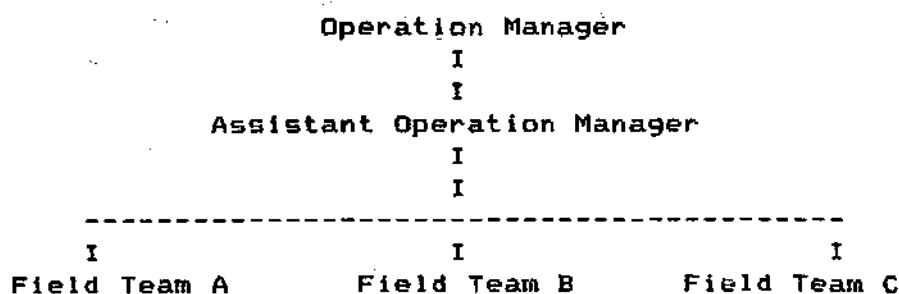 Operation Manager
I
I
Assistant Operation Manager
I
I
----------------------------------------------
I I I
Field Team A Field Team B Field Team C